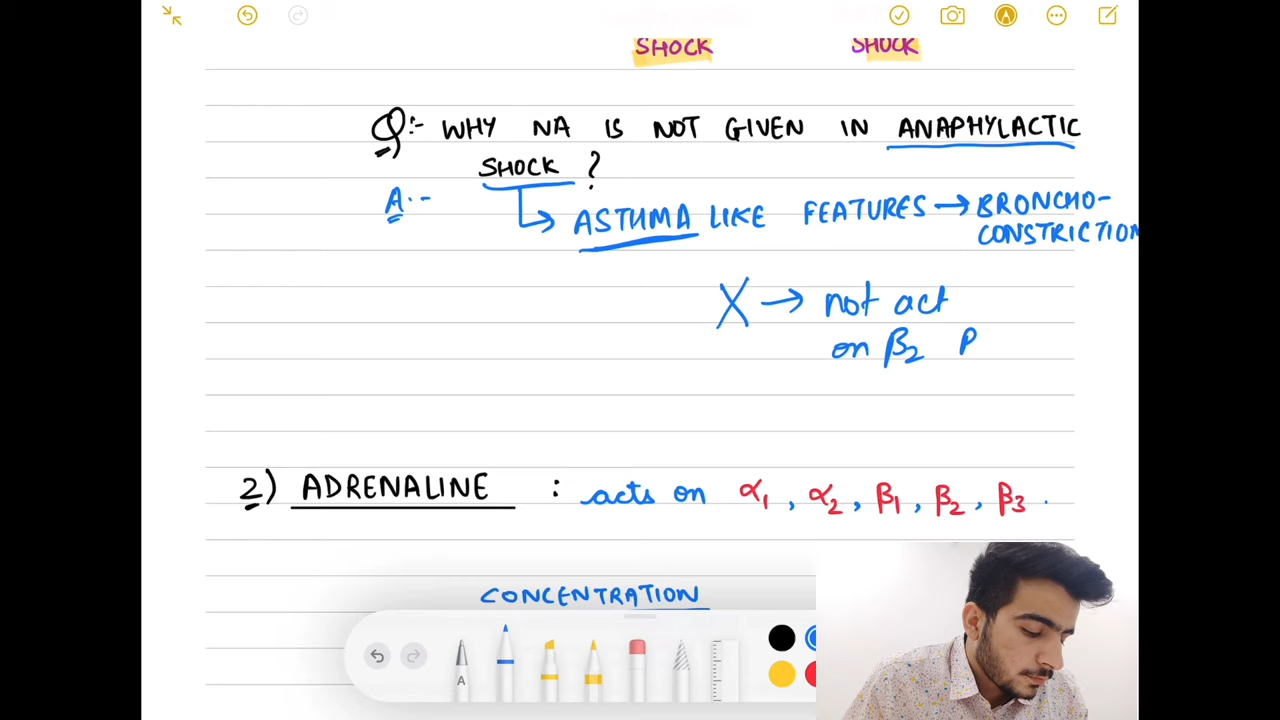 SHOCK SHOCK
Q:- WHY NA IS NOT GIVEN IN ANAPHYLACTIC
SHOCK ?
A.- ↳ ASTHMA LIKE FEATURES → BRONCHO-
CONSTRICTION
X → not act
on β2 P
2) ADRENALINE : acts on α1, α2, β1, β2, β3.
CONCENTRATION
A